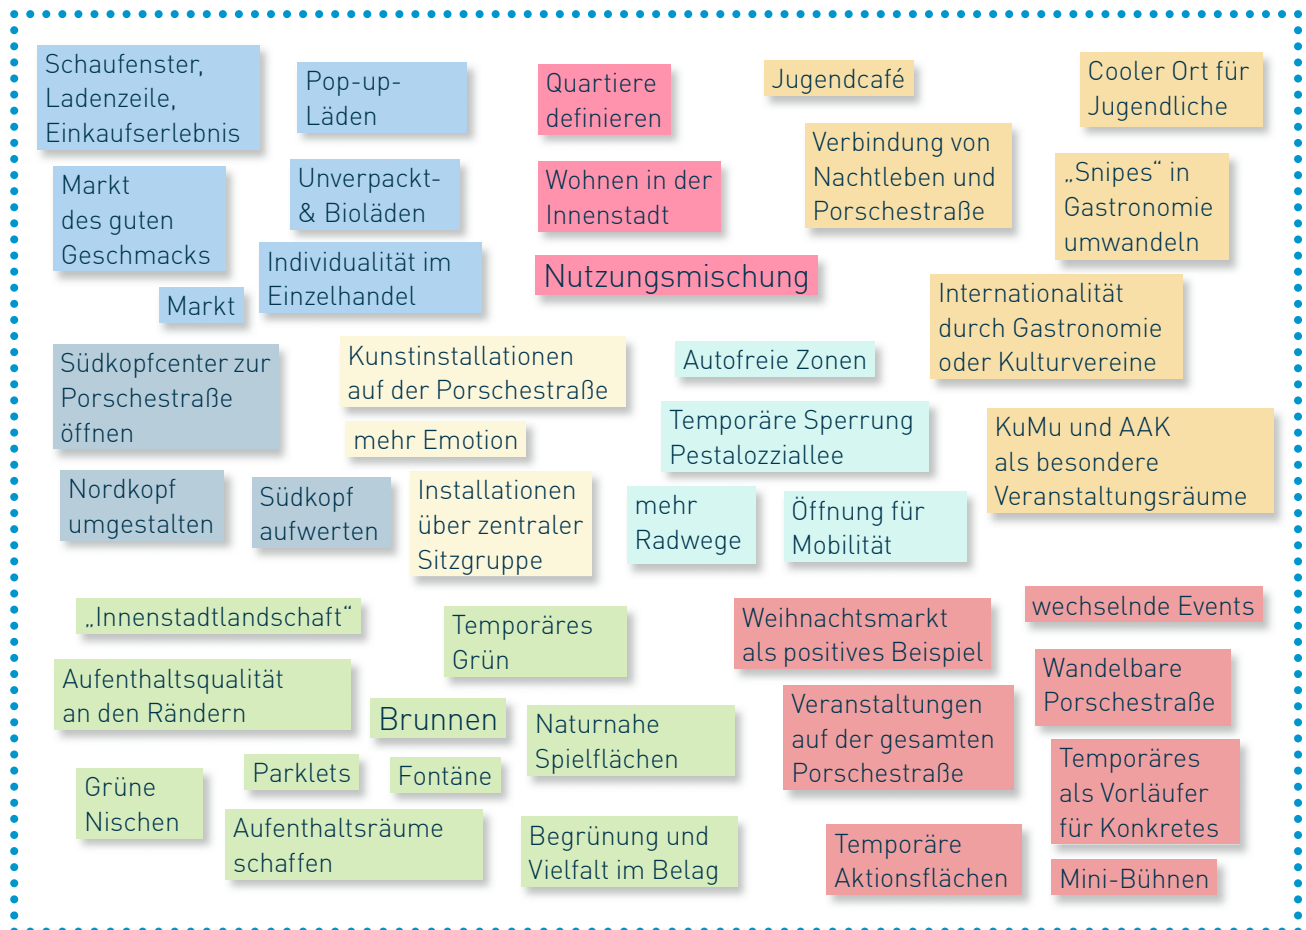 Schaufenster,
Ladenzeile,
Einkaufserlebnis
Pop-up-
Läden
Markt
des guten
Geschmacks
Unverpackt-
& Bioläden
Individualität im
Einzelhandel
Markt
Quartiere
definieren
Wohnen in der
Innenstadt
Nutzungsmischung
Jugendcafé
Cooler Ort für
Jugendliche
Verbindung von
Nachtleben und
Porschestraße
„Snipes“ in
Gastronomie
umwandeln
Internationalität
durch Gastronomie
oder Kulturvereine
KuMu und AAK
als besondere
Veranstaltungsräume
Südkopfcenter zur
Porschestraße
öffnen
Nordkopf
umgestalten
Südkopf
aufwerten
Kunstinstallationen
auf der Porschestraße
mehr Emotion
Installationen
über zentraler
Sitzgruppe
Autofreie Zonen
Temporäre Sperrung
Pestalozziallee
mehr
Radwege
Öffnung für
Mobilität
„Innenstadtlandschaft“
Temporäres
Grün
Aufenthaltsqualität
an den Rändern
Brunnen
Naturnahe
Spielflächen
Parklets
Fontäne
Grüne
Nischen
Aufenthaltsräume
schaffen
Begrünung und
Vielfalt im Belag
Weihnachtsmarkt
als positives Beispiel
wechselnde Events
Wandelbare
Porschestraße
Veranstaltungen
auf der gesamten
Porschestraße
Temporäres
als Vorläufer
für Konkretes
Temporäre
Aktionsflächen
Mini-Bühnen